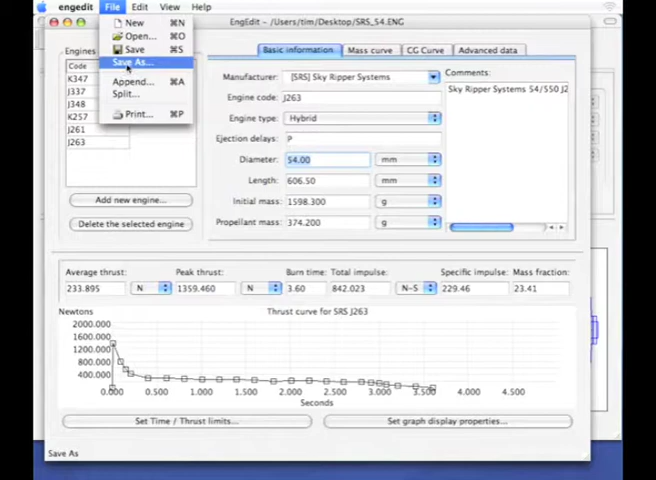 engedit File Edit View Help
EngEdit - /Users/tim/Desktop/SRS_54.ENG
New ⌘N
Open... ⌘O
Save ⌘S
Save As...
Append... ⌘A
Split...
Print... ⌘P
Engines
Code
K347
J337
J348
K257
J261
J263
Add new engine...
Delete the selected engine
Basic information Mass curve CG Curve Advanced data
Manufacturer: [SRS] Sky Ripper Systems
Engine code: J263
Engine type: Hybrid
Ejection delays: P
Diameter: 54.00 mm
Length: 606.50 mm
Initial mass: 1598.300 g
Propellant mass: 374.200 g
Comments:
Sky Ripper Systems 54/550 J2
Average thrust: Peak thrust: Burn time: Total impulse: Specific impulse: Mass fraction:
233.895 N 1359.460 N 3.60 842.023 N-S 229.46 23.41
Newtons Thrust curve for SRS J263
2000.000
1600.000
1200.000
800.000
400.000
0.000 0.500 1.000 1.500 2.000 2.500 3.000 3.500 4.000 4.500
Seconds
Set Time / Thrust limits... Set graph display properties...
Save As